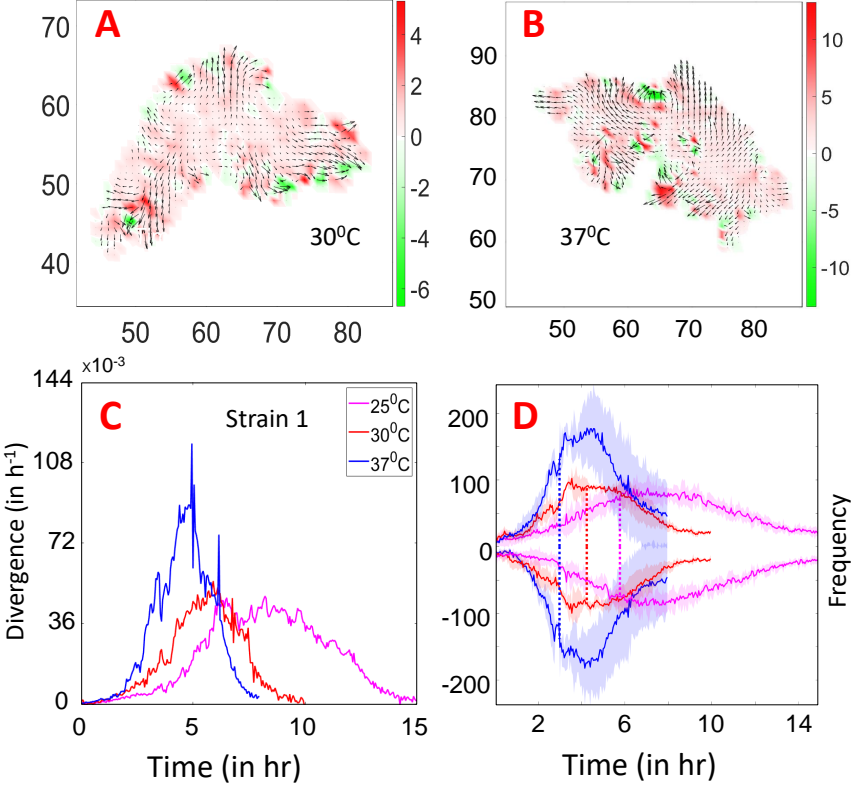 A
70
60
50
40
30⁰C
50 60 70 80
4
2
0
-2
-4
-6
B
90
80
70
60
50
37⁰C
50 60 70 80
10
5
0
-5
-10
×10⁻³
144
108
72
36
0
Divergence (in h⁻¹)
C
Strain 1
25⁰C
30⁰C
37⁰C
0 5 10 15
Time (in hr)
D
200
100
0
-100
-200
Frequency
2 6 10 14
Time (in hr)